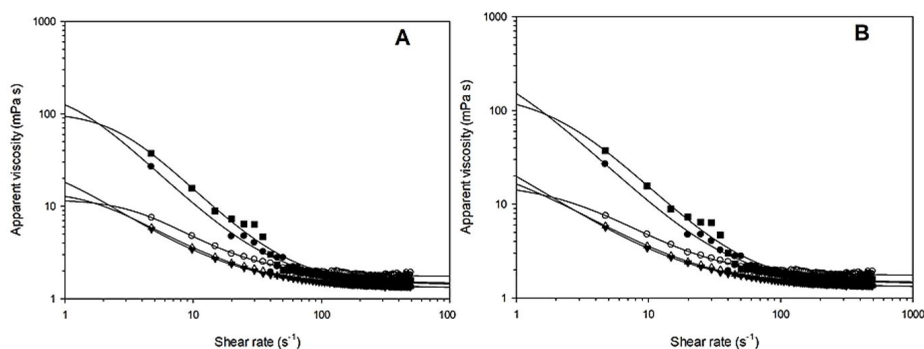 1000
100
10
1
Apparent viscosity (mPa s)
A
1 10 100 100
Shear rate (s-1)
1000
100
10
1
Apparent viscosity (mPa s)
B
1 10 100 1000
Shear rate (s-1)